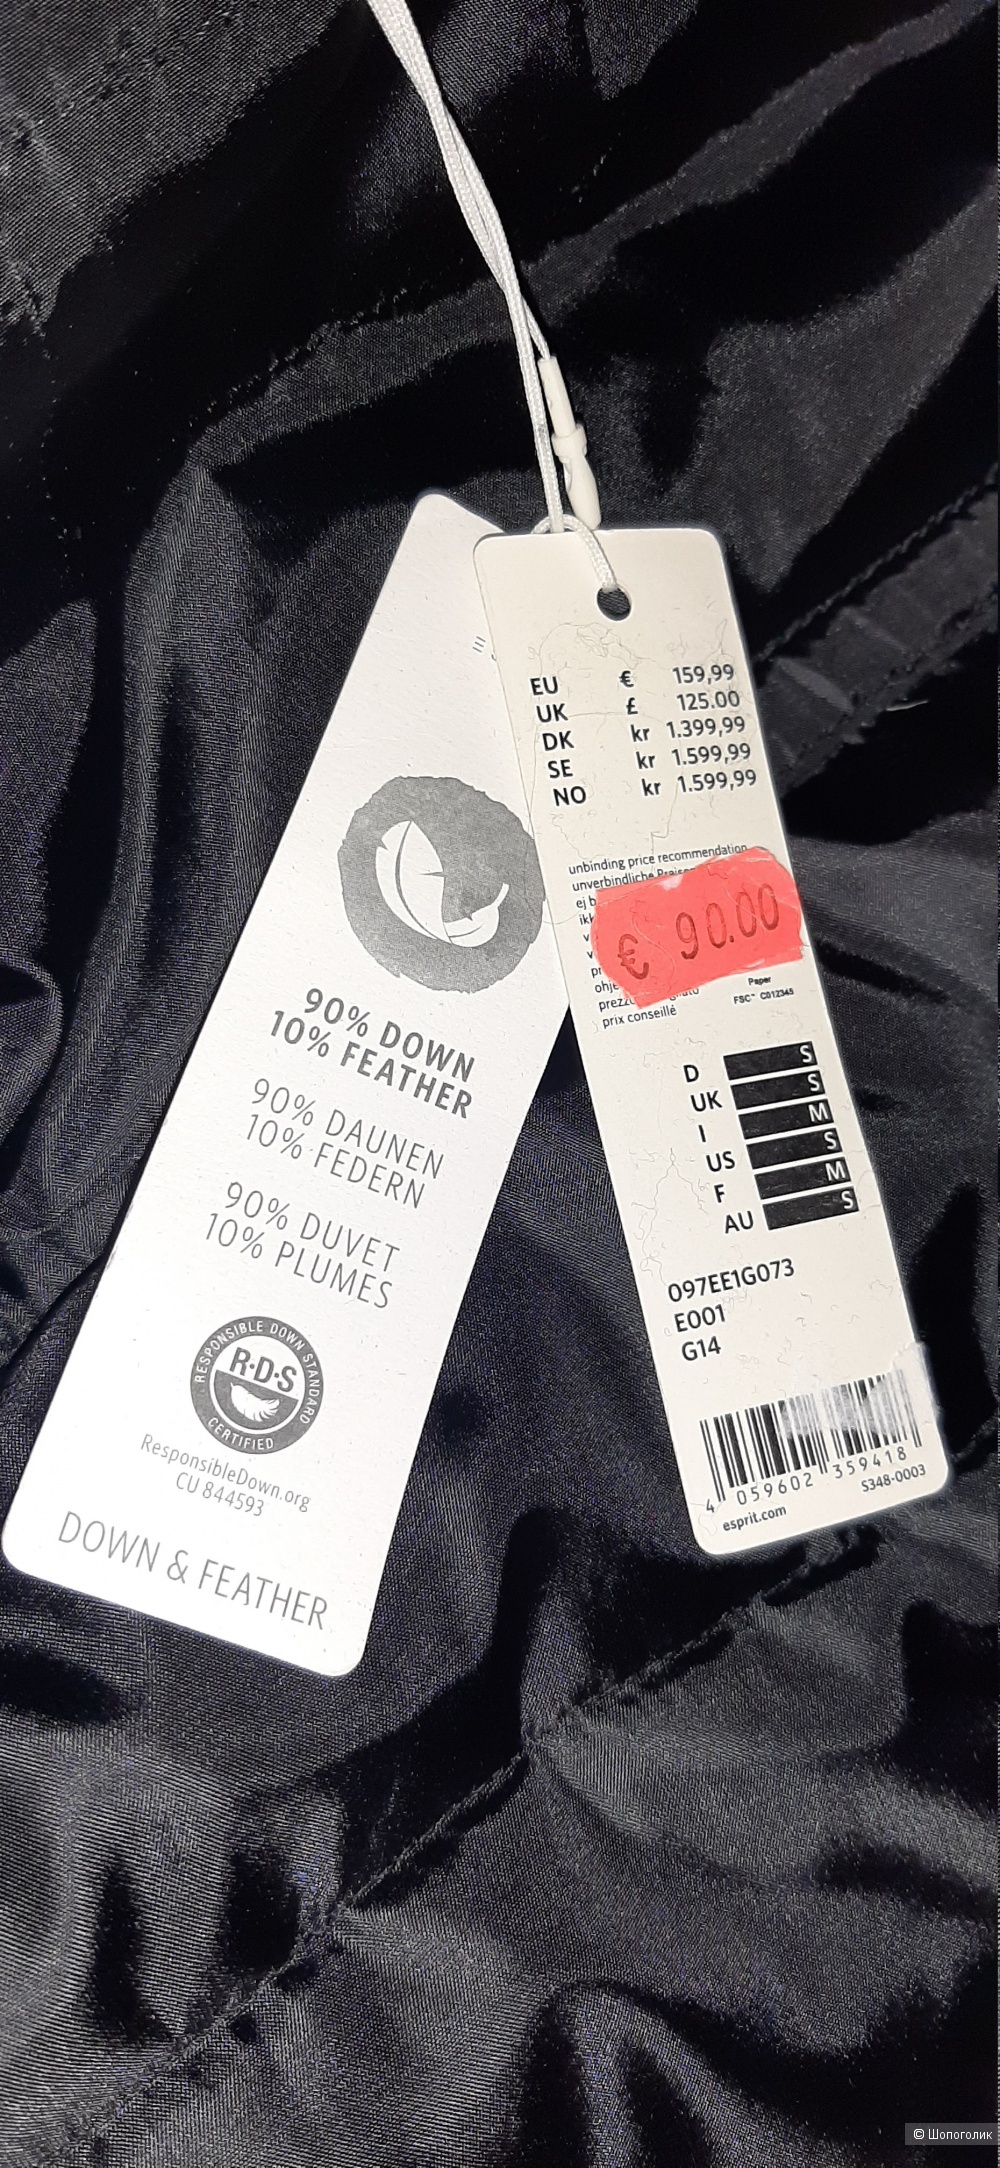 90% DOWN
10% FEATHER
90% DAUNEN
10% FEDERN
90% DUVET
10% PLUMES
RESPONSIBLE DOWN STANDARD
R·D·S
CERTIFIED
ResponsibleDown.org
CU 844593
DOWN & FEATHER
EU € 159,99
UK £ 125.00
DK kr 1.399,99
SE kr 1.599,99
NO kr 1.599,99
unbinding price recommendation
unverbindliche
€ 90.00
prix conseillé
Paper
FSC™ C012345
D S
UK S
I M
US S
F M
AU S
097EE1G073
E001
G14
4 059602 359418
esprit.com S348-0003
© Шопоголик